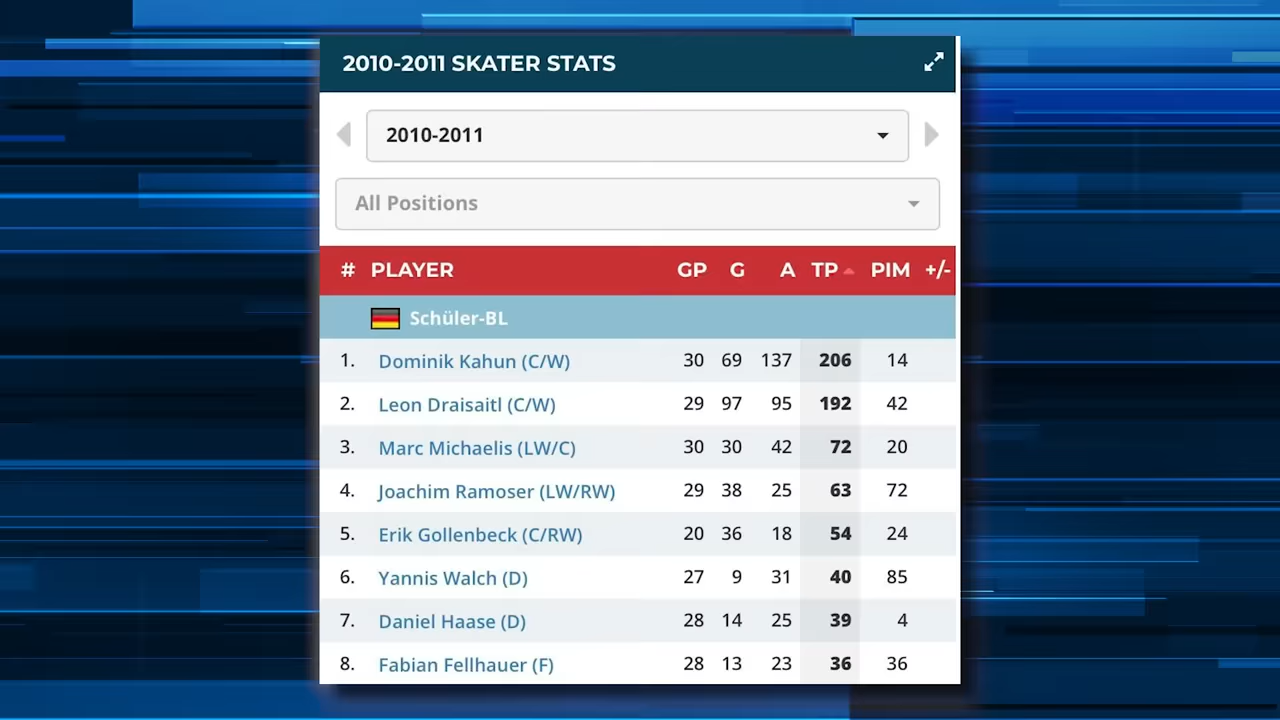 2010-2011 SKATER STATS
2010-2011
All Positions
# PLAYER GP G A TP PIM +/-
Schüler-BL
1. Dominik Kahun (C/W) 30 69 137 206 14
2. Leon Draisaitl (C/W) 29 97 95 192 42
3. Marc Michaelis (LW/C) 30 30 42 72 20
4. Joachim Ramoser (LW/RW) 29 38 25 63 72
5. Erik Gollenbeck (C/RW) 20 36 18 54 24
6. Yannis Walch (D) 27 9 31 40 85
7. Daniel Haase (D) 28 14 25 39 4
8. Fabian Fellhauer (F) 28 13 23 36 36